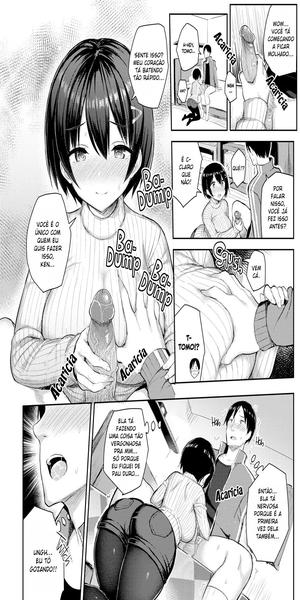 WOW...
VOCÊ TÁ
COMEÇANDO
A FICAR
MOLHADO...
Acaricia
H-HEY,
TOMO...
NGH
SENTE ISSO?
MEU CORAÇÃO
TÁ BATENDO
TÃO RÁPIDO...
Acaricia
POR
FALAR
NISSO,
VOCÊ JÁ
FEZ ISSO
ANTES?
É C-
CLARO
QUE
NÃO!
VEM
CÁ.
T-
TOMO!?
Ba-
Dump
Ba-
Dump
Ba-
Dump
VOCÊ É
O ÚNICO
COM QUEM
EU QUIS
FAZER
ISSO,
KEN...
Acaricia
Acaricia
ENTÃO...
ELA TÁ
NERVOSA
PORQUE É A
PRIMEIRA
VEZ DELA
TAMBÉM...
Acaricia
ELA TÁ
FAZENDO
UMA COISA TÃO
VERGONHOSA
PRA MIM...
SÓ PORQUE
EU FIQUEI DE
PAU DURO...
UNGH...
EU TÔ
GOZANDO!!